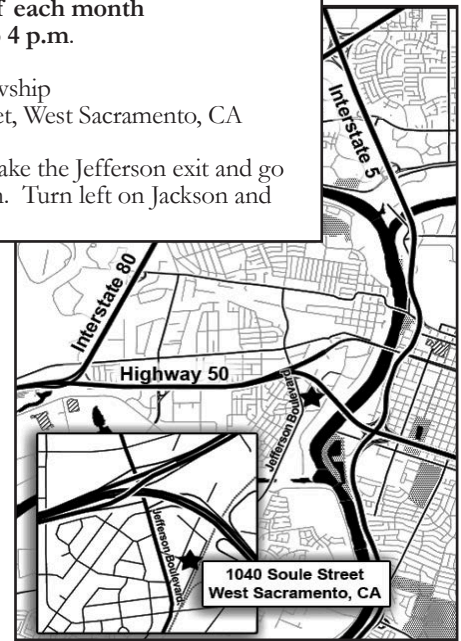 f each month
4 p.m.
wship
et, West Sacramento, CA
ake the Jefferson exit and go
n. Turn left on Jackson and
Interstate 5
Interstate 80
Highway 50
Jefferson Boulevard
Jefferson Boulevard
1040 Soule Street
West Sacramento, CA